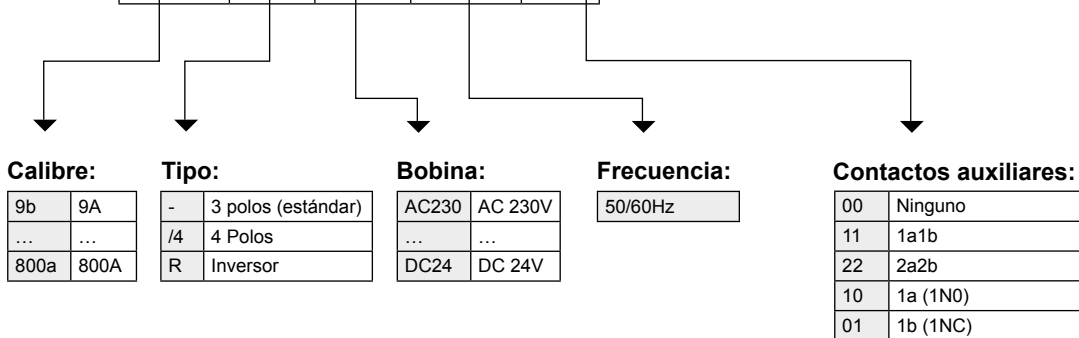 Calibre:
9b 9A
… …
800a 800A
Tipo:
- 3 polos (estándar)
/4 4 Polos
R Inversor
Bobina:
AC230 AC 230V
… …
DC24 DC 24V
Frecuencia:
50/60Hz
Contactos auxiliares:
00 Ninguno
11 1a1b
22 2a2b
10 1a (1N0)
01 1b (1NC)